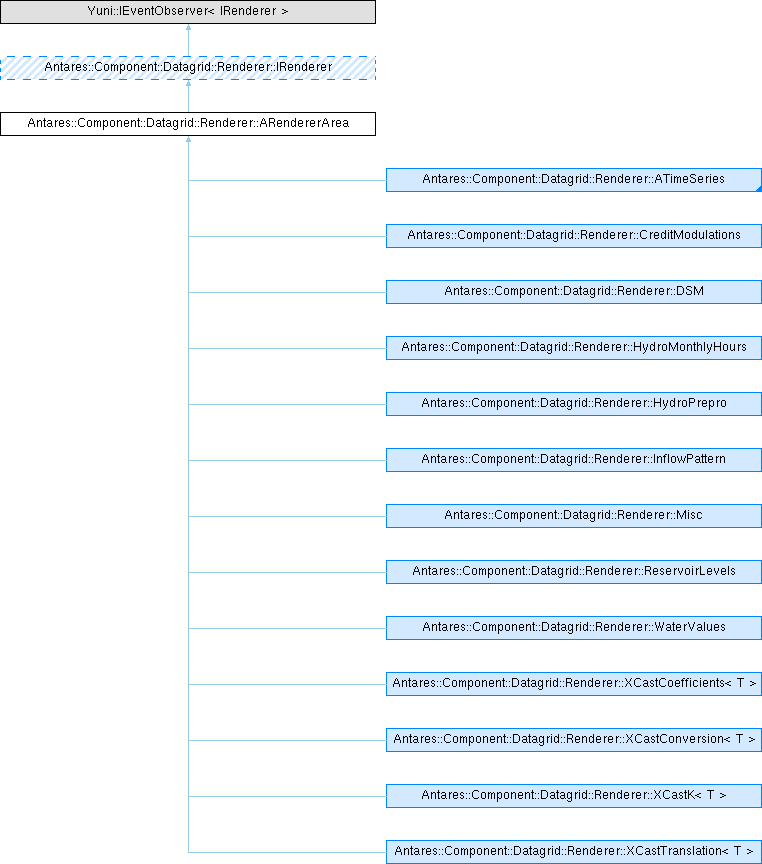 Yuni::IEventObserver< IRenderer >
Antares::Component::Datagrid::Renderer::IRenderer
Antares::Component::Datagrid::Renderer::ARendererArea
Antares::Component::Datagrid::Renderer::ATimeSeries
Antares::Component::Datagrid::Renderer::CreditModulations
Antares::Component::Datagrid::Renderer::DSM
Antares::Component::Datagrid::Renderer::HydroMonthlyHours
Antares::Component::Datagrid::Renderer::HydroPrepro
Antares::Component::Datagrid::Renderer::InflowPattern
Antares::Component::Datagrid::Renderer::Misc
Antares::Component::Datagrid::Renderer::ReservoirLevels
Antares::Component::Datagrid::Renderer::WaterValues
Antares::Component::Datagrid::Renderer::XCastCoefficients< T >
Antares::Component::Datagrid::Renderer::XCastConversion< T >
Antares::Component::Datagrid::Renderer::XCastK< T >
Antares::Component::Datagrid::Renderer::XCastTranslation< T >